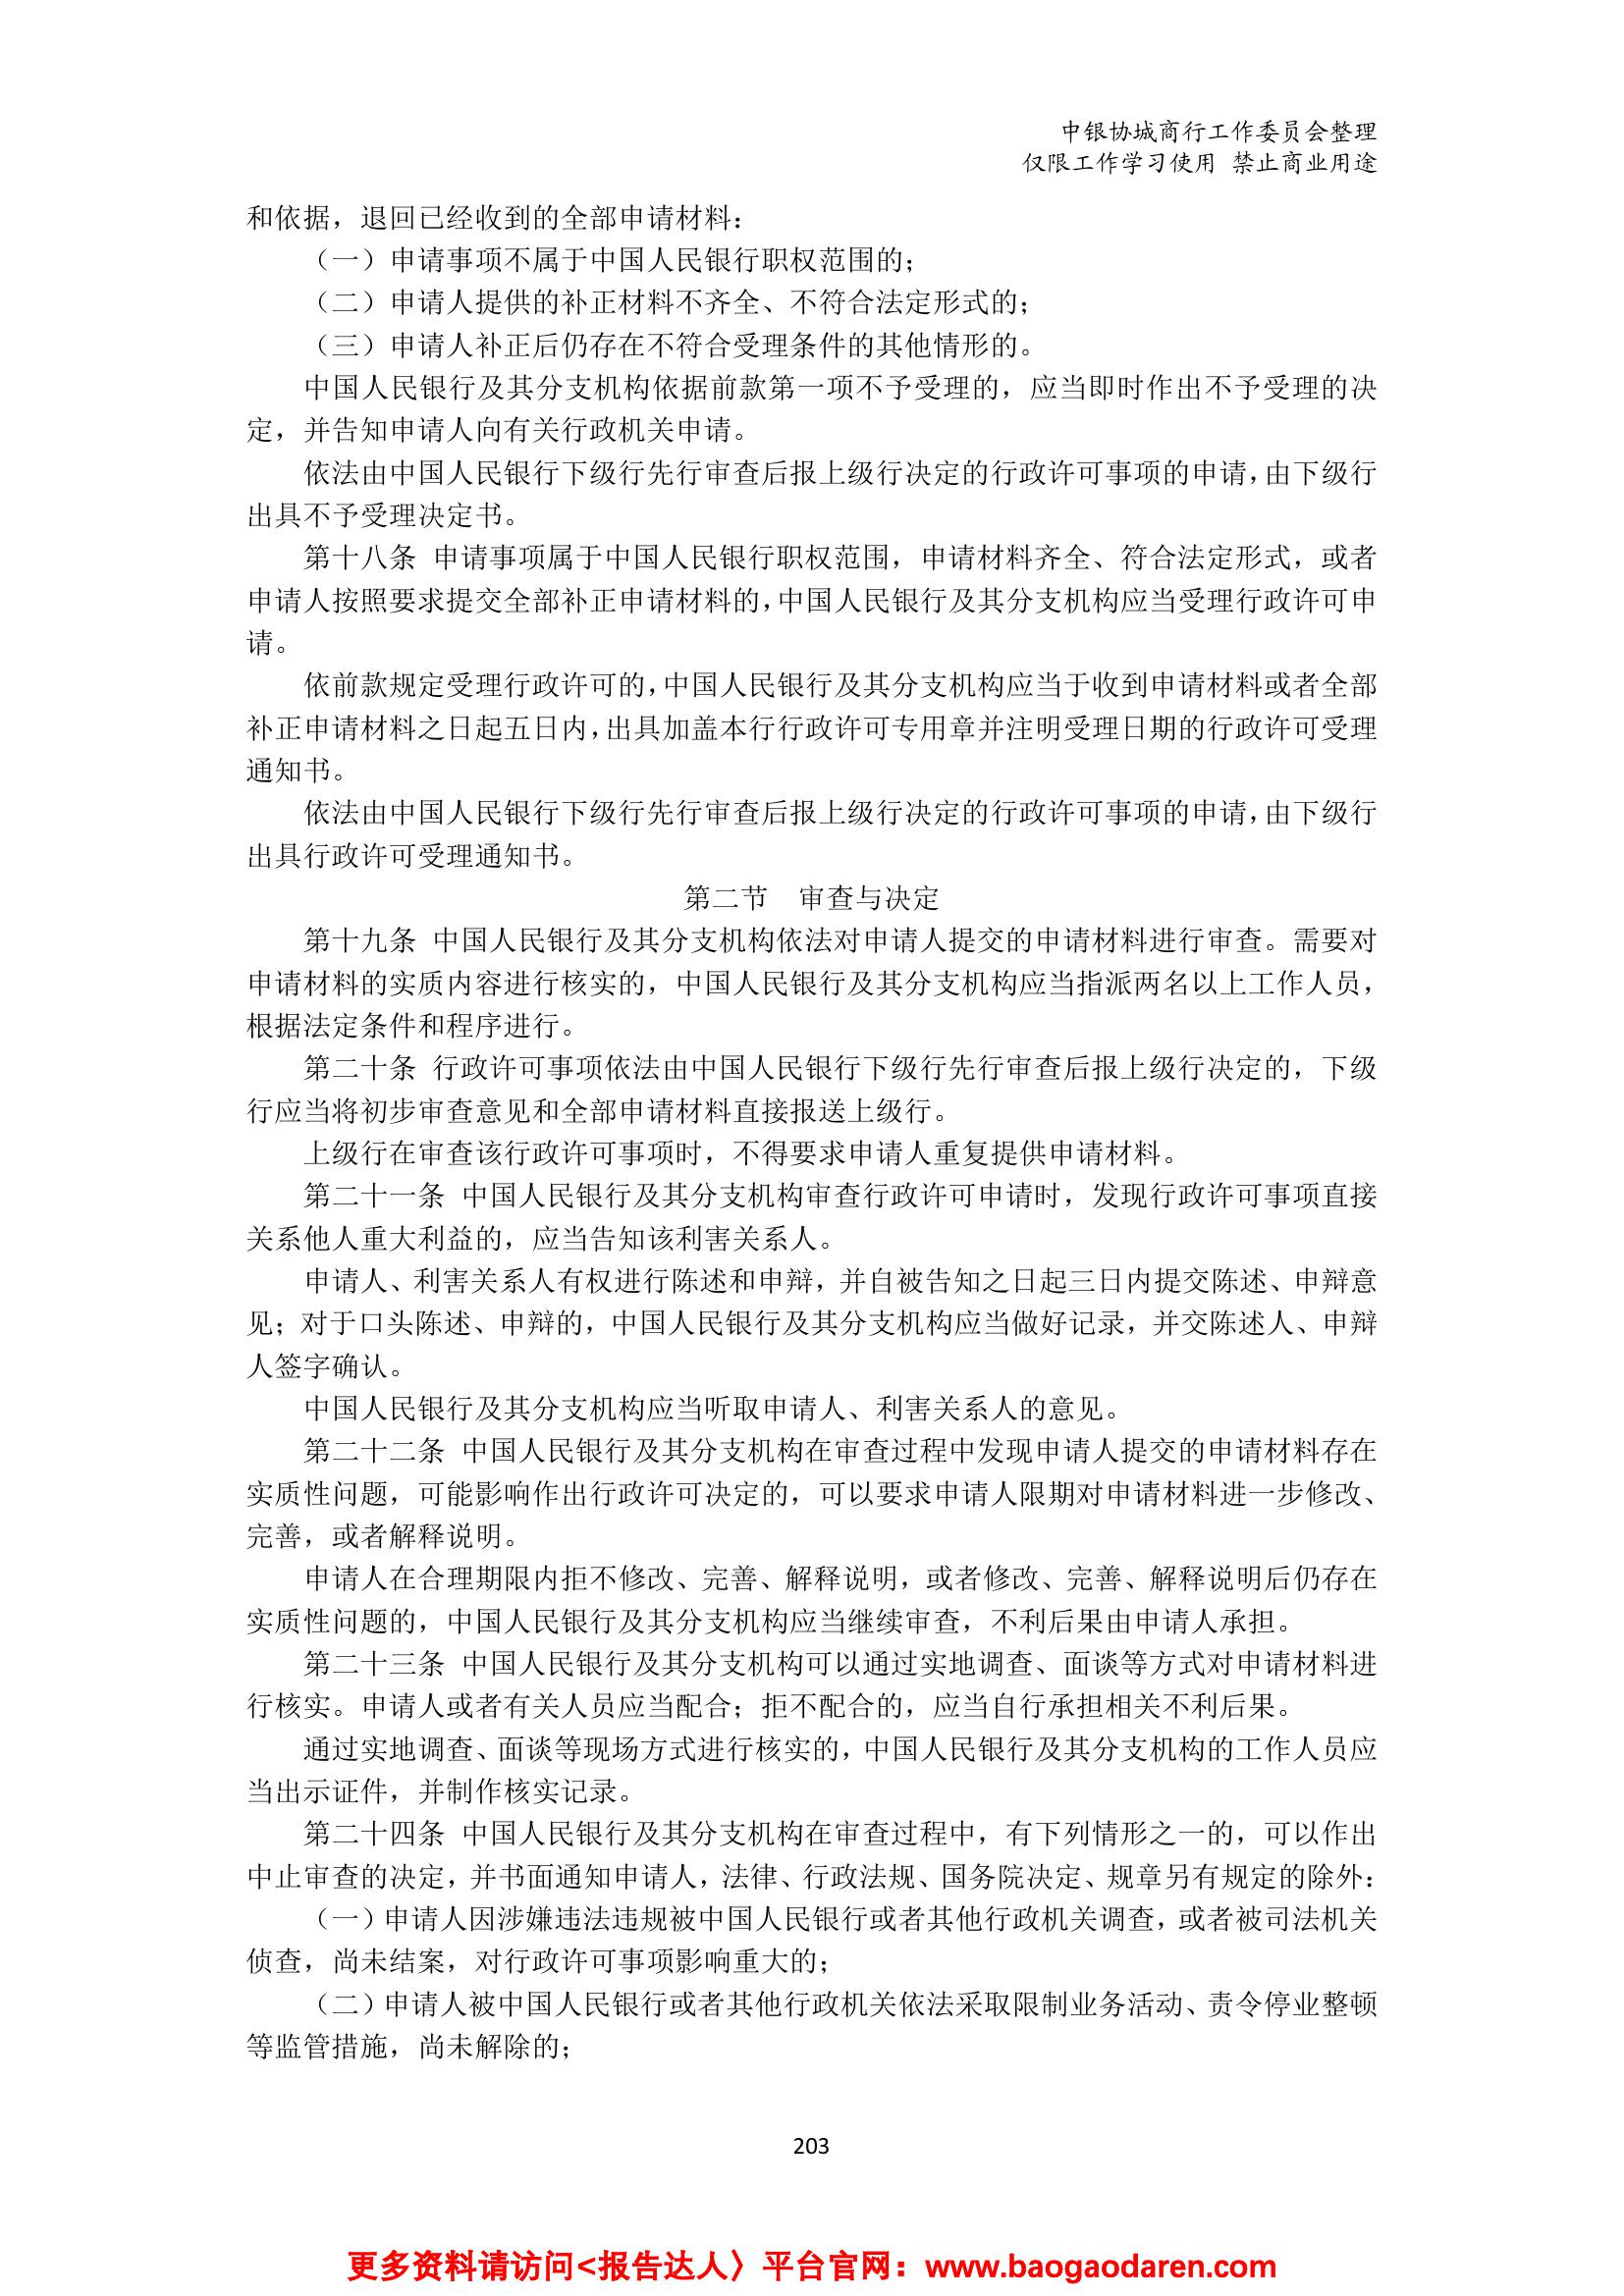 中银协城商行工作委员会整理
仅限工作学习使用 禁止商业用途
和依据，退回已经收到的全部申请材料：
（一）申请事项不属于中国人民银行职权范围的；
（二）申请人提供的补正材料不齐全、不符合法定形式的；
（三）申请人补正后仍存在不符合受理条件的其他情形的。
中国人民银行及其分支机构依据前款第一项不予受理的，应当即时作出不予受理的决
定，并告知申请人向有关行政机关申请。
依法由中国人民银行下级行先行审查后报上级行决定的行政许可事项的申请，由下级行
出具不予受理决定书。
第十八条 申请事项属于中国人民银行职权范围，申请材料齐全、符合法定形式，或者
申请人按照要求提交全部补正申请材料的，中国人民银行及其分支机构应当受理行政许可申
请。
依前款规定受理行政许可的，中国人民银行及其分支机构应当于收到申请材料或者全部
补正申请材料之日起五日内，出具加盖本行行政许可专用章并注明受理日期的行政许可受理
通知书。
依法由中国人民银行下级行先行审查后报上级行决定的行政许可事项的申请，由下级行
出具行政许可受理通知书。
第二节 审查与决定
第十九条 中国人民银行及其分支机构依法对申请人提交的申请材料进行审查。需要对
申请材料的实质内容进行核实的，中国人民银行及其分支机构应当指派两名以上工作人员，
根据法定条件和程序进行。
第二十条 行政许可事项依法由中国人民银行下级行先行审查后报上级行决定的，下级
行应当将初步审查意见和全部申请材料直接报送上级行。
上级行在审查该行政许可事项时，不得要求申请人重复提供申请材料。
第二十一条 中国人民银行及其分支机构审查行政许可申请时，发现行政许可事项直接
关系他人重大利益的，应当告知该利害关系人。
申请人、利害关系人有权进行陈述和申辩，并自被告知之日起三日内提交陈述、申辩意
见；对于口头陈述、申辩的，中国人民银行及其分支机构应当做好记录，并交陈述人、申辩
人签字确认。
中国人民银行及其分支机构应当听取申请人、利害关系人的意见。
第二十二条 中国人民银行及其分支机构在审查过程中发现申请人提交的申请材料存在
实质性问题，可能影响作出行政许可决定的，可以要求申请人限期对申请材料进一步修改、
完善，或者解释说明。
申请人在合理期限内拒不修改、完善、解释说明，或者修改、完善、解释说明后仍存在
实质性问题的，中国人民银行及其分支机构应当继续审查，不利后果由申请人承担。
第二十三条 中国人民银行及其分支机构可以通过实地调查、面谈等方式对申请材料进
行核实。申请人或者有关人员应当配合；拒不配合的，应当自行承担相关不利后果。
通过实地调查、面谈等现场方式进行核实的，中国人民银行及其分支机构的工作人员应
当出示证件，并制作核实记录。
第二十四条 中国人民银行及其分支机构在审查过程中，有下列情形之一的，可以作出
中止审查的决定，并书面通知申请人，法律、行政法规、国务院决定、规章另有规定的除外：
（一）申请人因涉嫌违法违规被中国人民银行或者其他行政机关调查，或者被司法机关
侦查，尚未结案，对行政许可事项影响重大的；
（二）申请人被中国人民银行或者其他行政机关依法采取限制业务活动、责令停业整顿
等监管措施，尚未解除的；
203
更多资料请访问<报告达人〉平台官网：www.baogaodaren.com